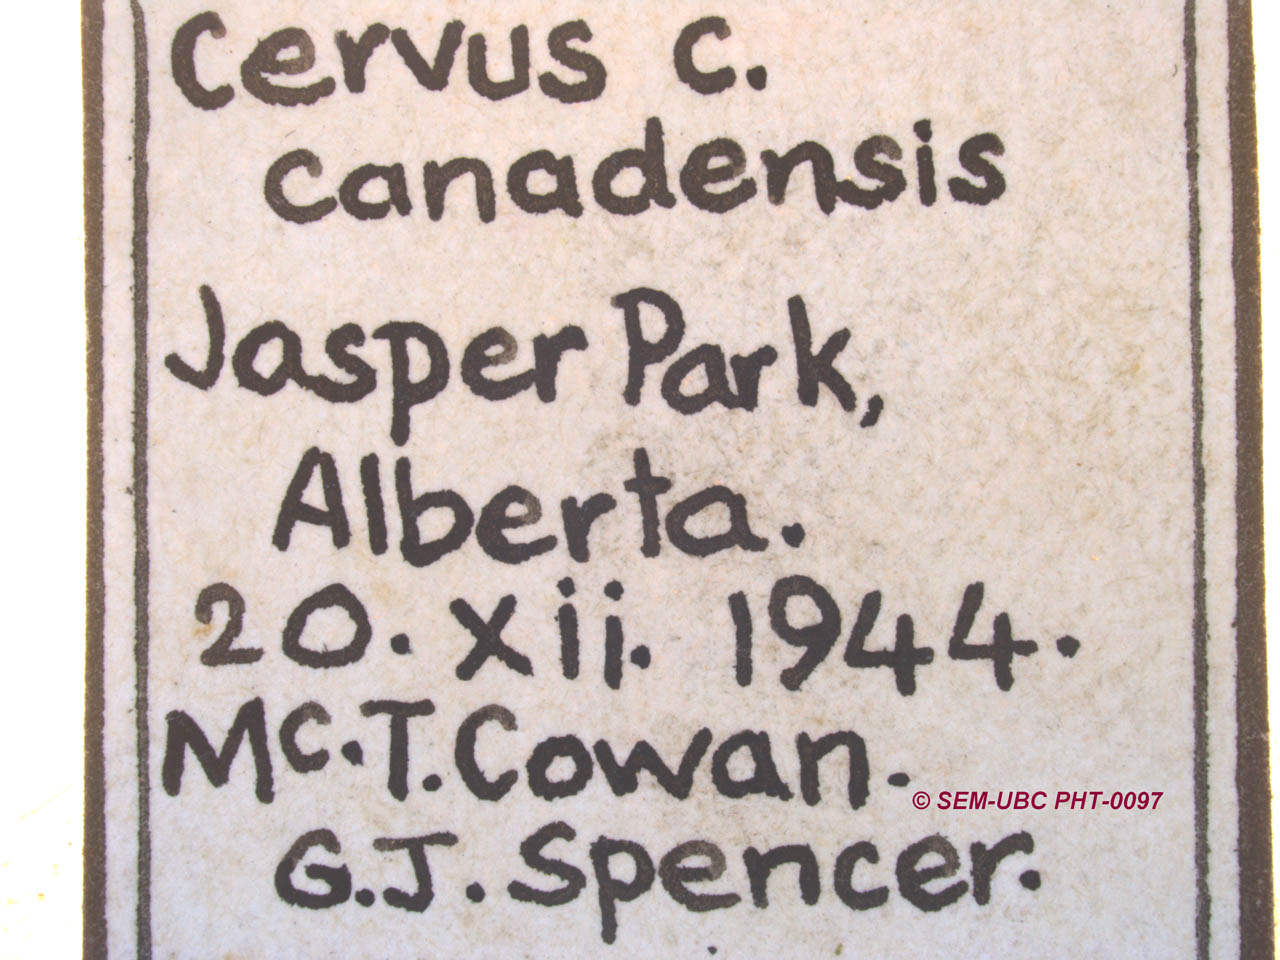 Cervus c.
canadensis
Jasper Park,
Alberta.
20. xii. 1944.
Mc.T. Cowan.
© SEM-UBC PHT-0097
G.J. Spencer.